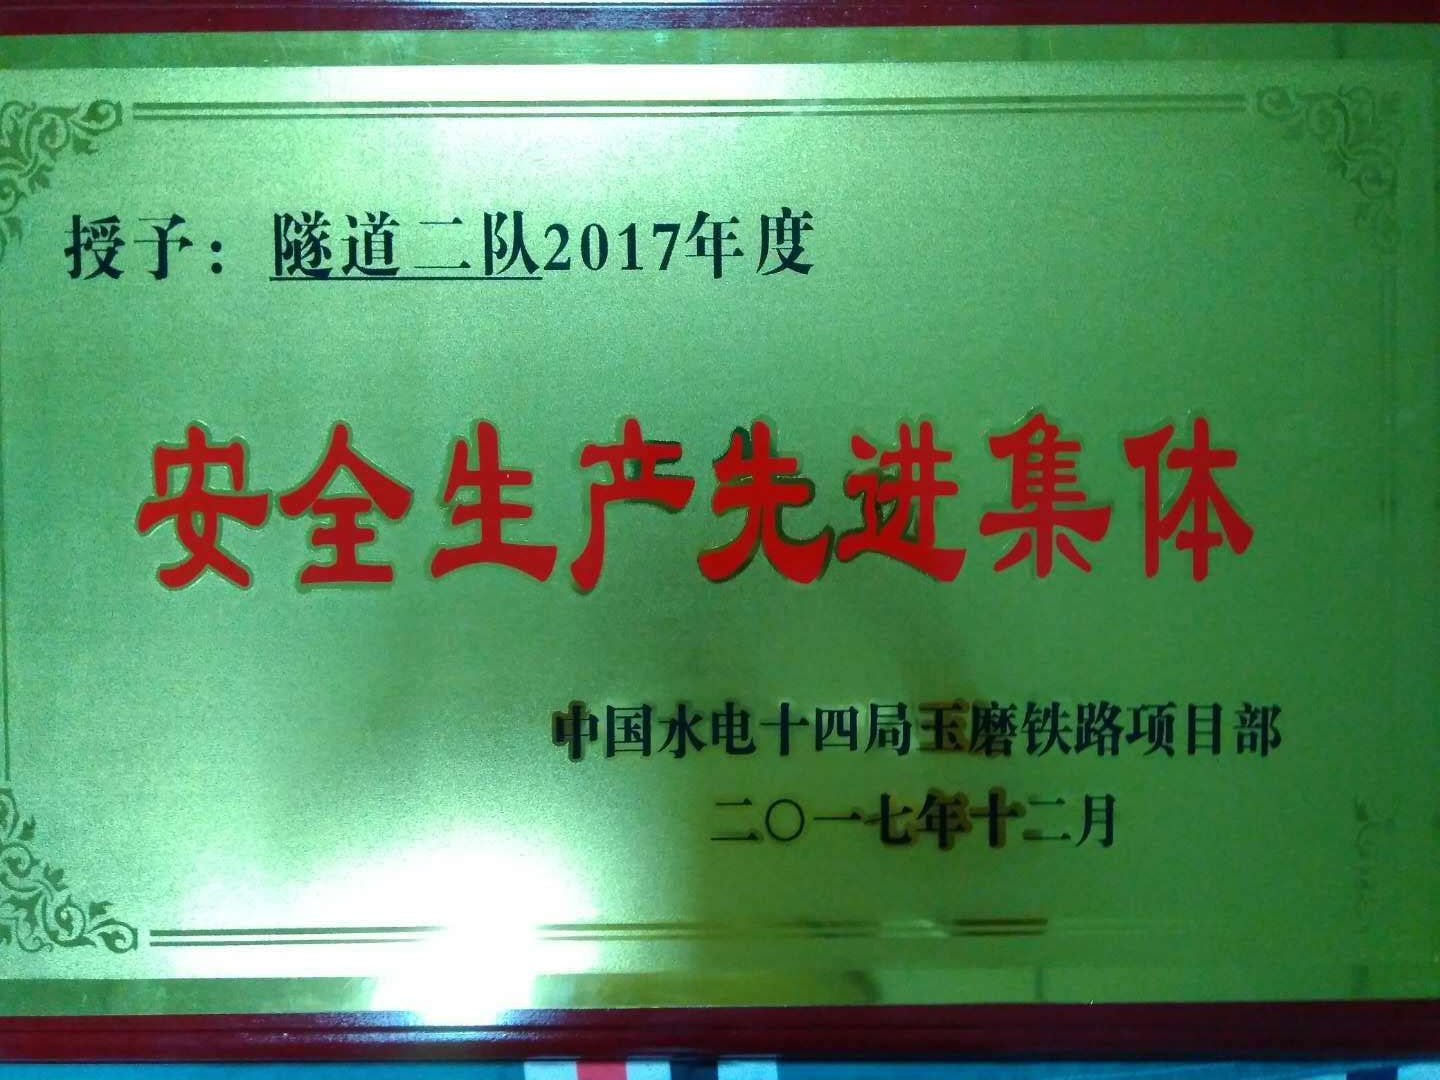 授予：隧道二队2017年度
安全生产先进集体
中国水电十四局玉磨铁路项目部
二〇一七年十二月